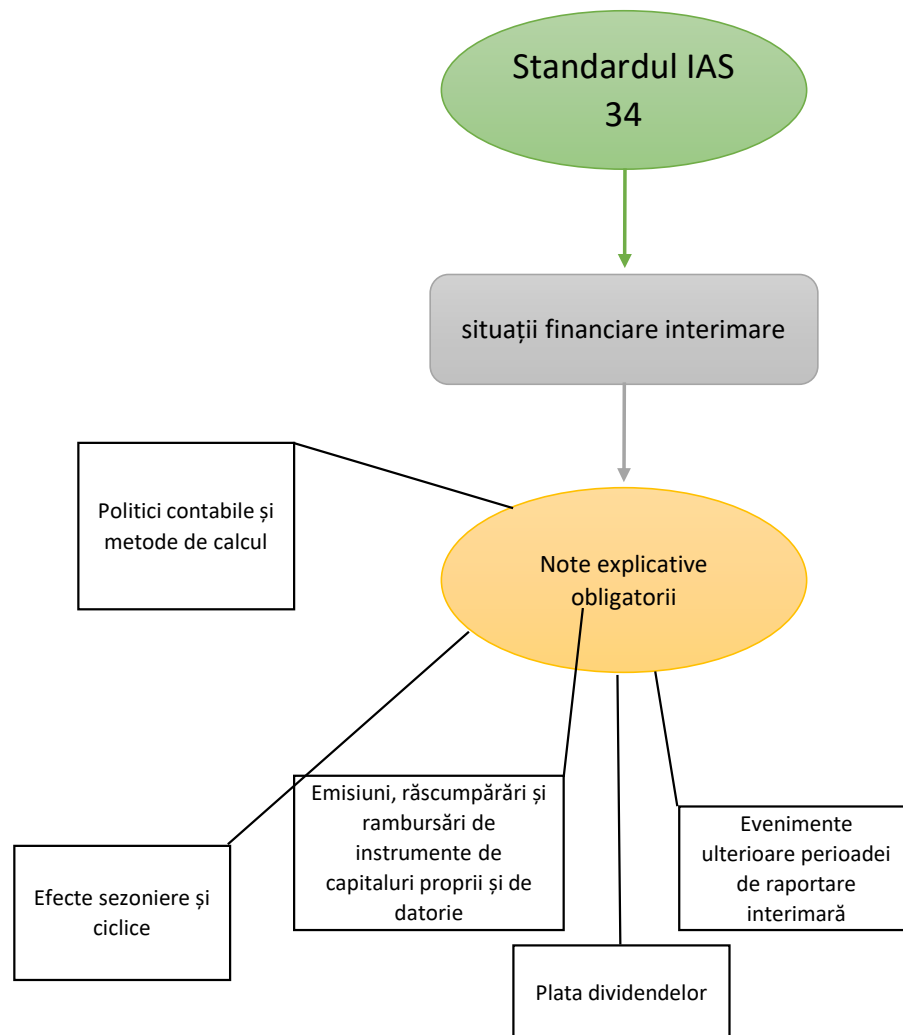 Standardul IAS
34
situații financiare interimare
Politici contabile și
metode de calcul
Note explicative
obligatorii
Efecte sezoniere și
ciclice
Emisiuni, răscumpărări și
rambursări de
instrumente de
capitaluri proprii și de
datorie
Plata dividendelor
Evenimente
ulterioare perioadei
de raportare
interimară